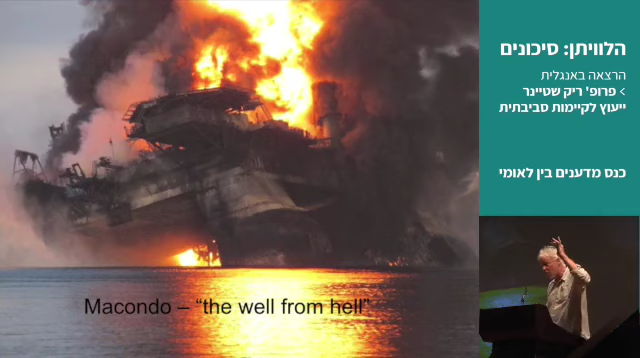 הלוויתן: סיכונים
הרצאה באנגלית
> פרופ' ריק שטיינר
ייעוץ לקיימות סביבתית
כנס מדענים בין לאומי
Macondo – “the well from hell”